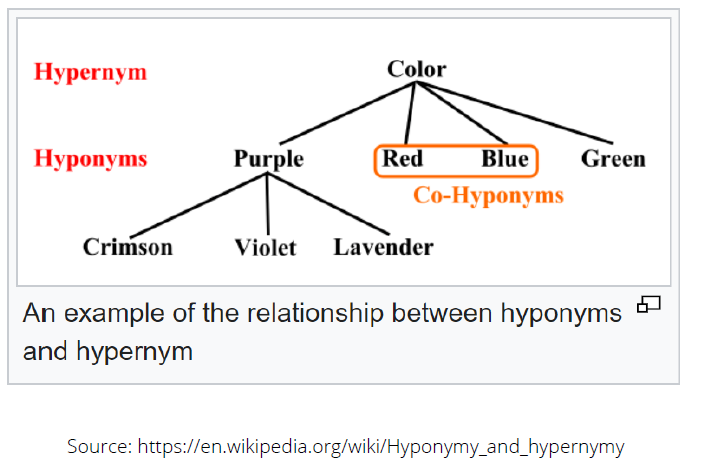 Hypernym Color
Hyponyms Purple Red Blue Green
Co-Hyponyms
Crimson Violet Lavender
An example of the relationship between hyponyms
and hypernym
Source: https://en.wikipedia.org/wiki/Hyponymy_and_hypernymy